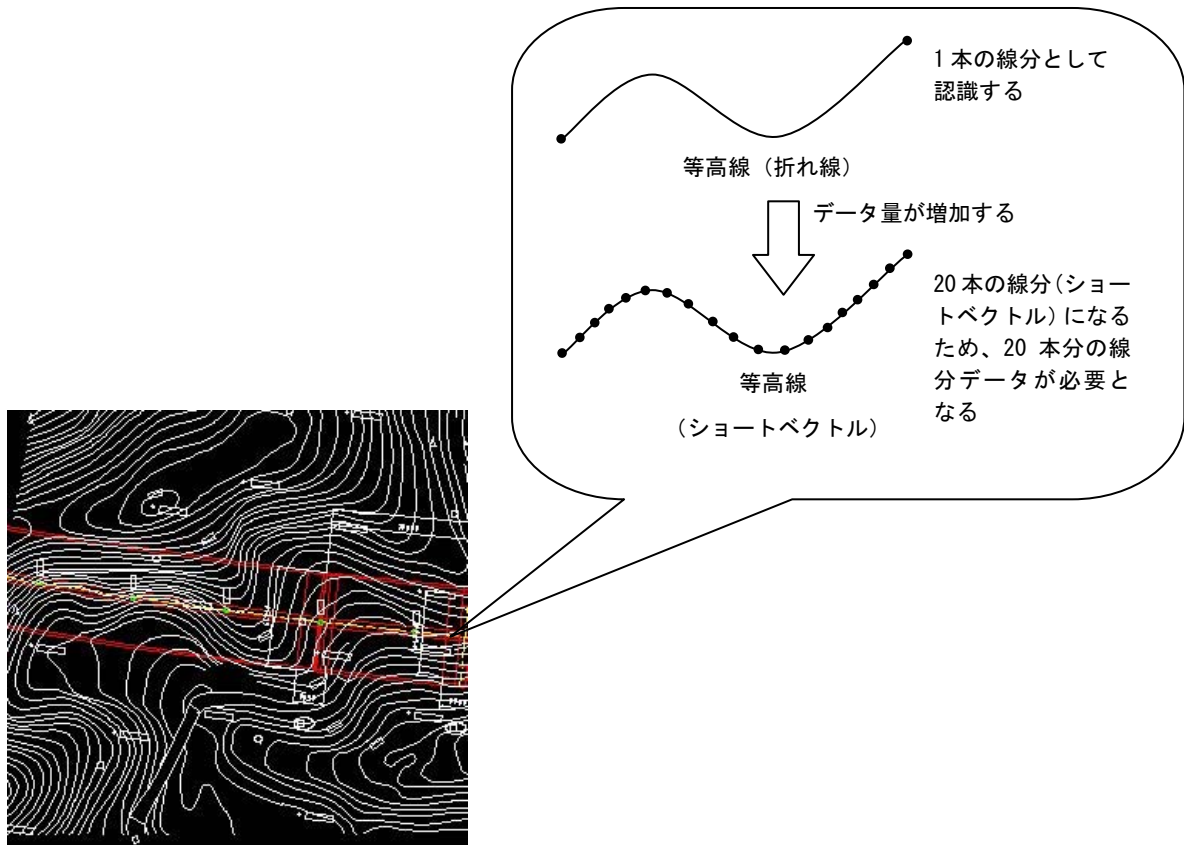 1本の線分として
認識する
等高線（折れ線）
データ量が増加する
20本の線分（ショー
トベクトル）になる
ため、20 本分の線
分データが必要と
なる
等高線
（ショートベクトル）